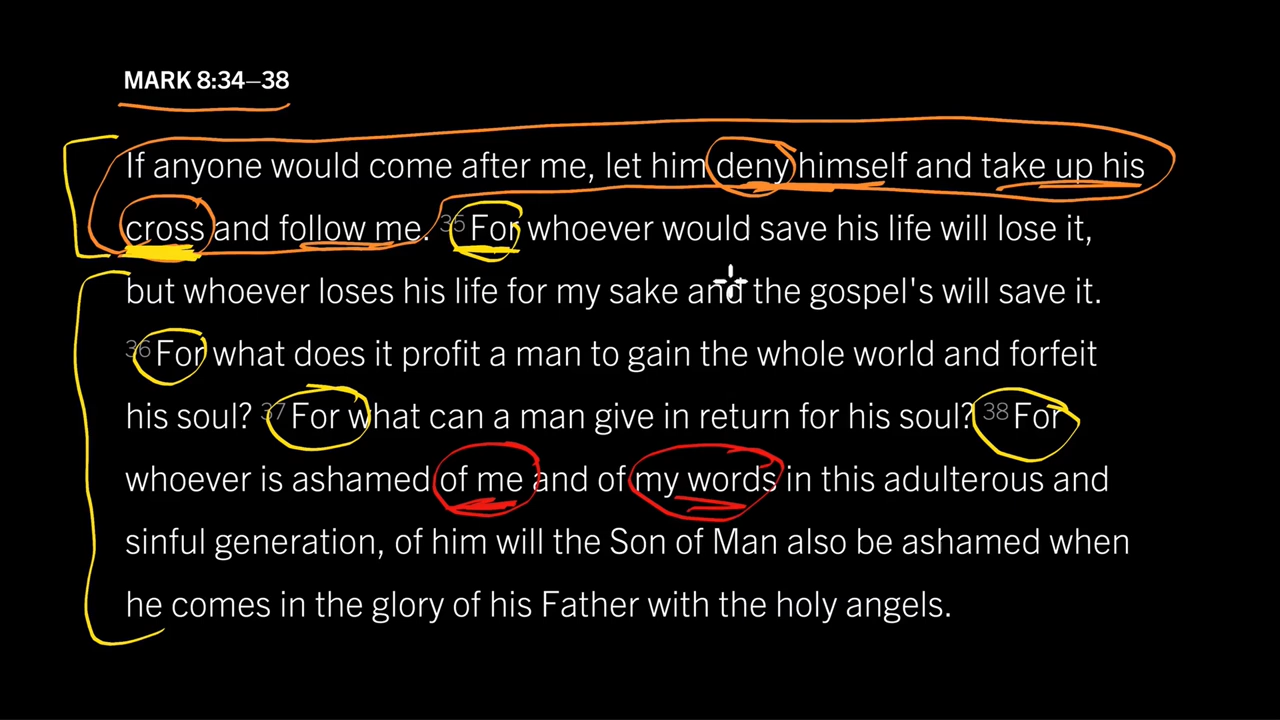 MARK 8:34–38
If anyone would come after me, let him deny himself and take up his
cross and follow me. 35 For whoever would save his life will lose it,
but whoever loses his life for my sake and the gospel's will save it.
36 For what does it profit a man to gain the whole world and forfeit
his soul? 37 For what can a man give in return for his soul? 38 For
whoever is ashamed of me and of my words in this adulterous and
sinful generation, of him will the Son of Man also be ashamed when
he comes in the glory of his Father with the holy angels.